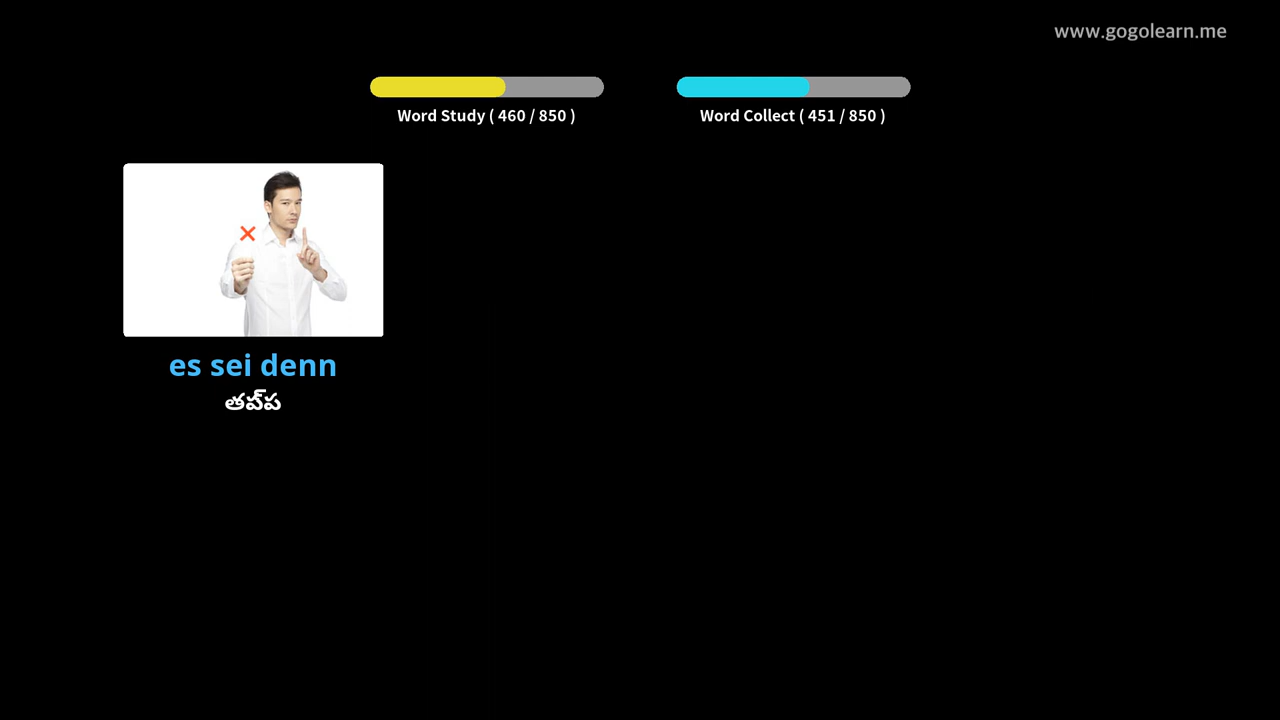 www.gogolearn.me
Word Study ( 460 / 850 )
Word Collect ( 451 / 850 )
es sei denn
తప్ప